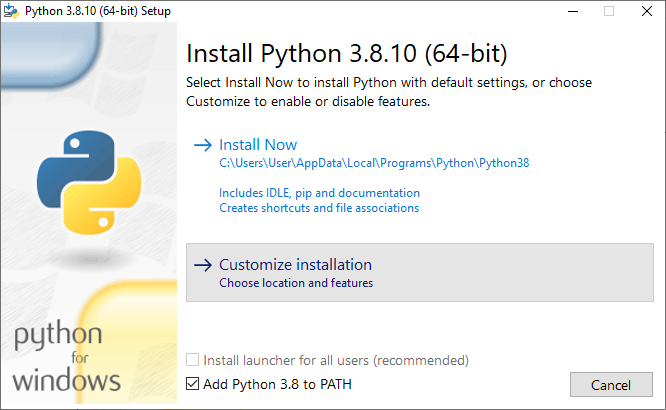 Python 3.8.10 (64-bit) Setup
Install Python 3.8.10 (64-bit)
Select Install Now to install Python with default settings, or choose
Customize to enable or disable features.
Install Now
C:\Users\User\AppData\Local\Programs\Python\Python38
Includes IDLE, pip and documentation
Creates shortcuts and file associations
Customize installation
Choose location and features
python
for
windows
Install launcher for all users (recommended)
Add Python 3.8 to PATH
Cancel